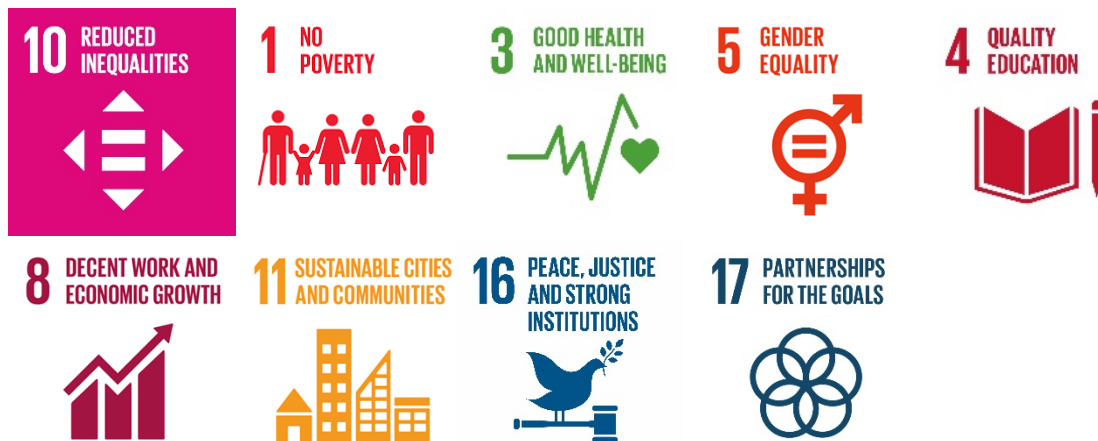 10 REDUCED
INEQUALITIES
1 NO
POVERTY
3 GOOD HEALTH
AND WELL-BEING
5 GENDER
EQUALITY
4 QUALITY
EDUCATION
8 DECENT WORK AND
ECONOMIC GROWTH
11 SUSTAINABLE CITIES
AND COMMUNITIES
16 PEACE, JUSTICE
AND STRONG
INSTITUTIONS
17 PARTNERSHIPS
FOR THE GOALS